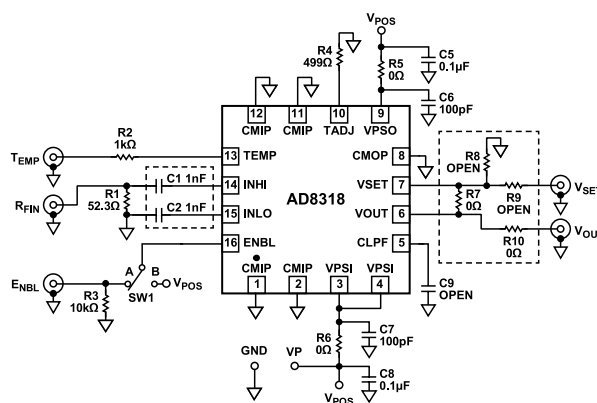 VPOS
R4
499Ω
R5
0Ω
C5
0.1µF
C6
100pF
12
11
10
9
CMIP
CMIP
TADJ
VPSO
R2
1kΩ
TEMP
13
TEMP
CMOP
8
R8
OPEN
C1 1nF
RFIN
R1
52.3Ω
14
INHI
AD8318
VSET
7
R9
OPEN
VSET
R7
0Ω
C2 1nF
15
INLO
VOUT
6
R10
0Ω
VOU
16
ENBL
CLPF
5
C9
OPEN
ENBL
A
B
VPOS
SW1
R3
10kΩ
CMIP
CMIP
VPSI
VPSI
1
2
3
4
R6
0Ω
C7
100pF
GND
VP
C8
0.1µF
VPOS